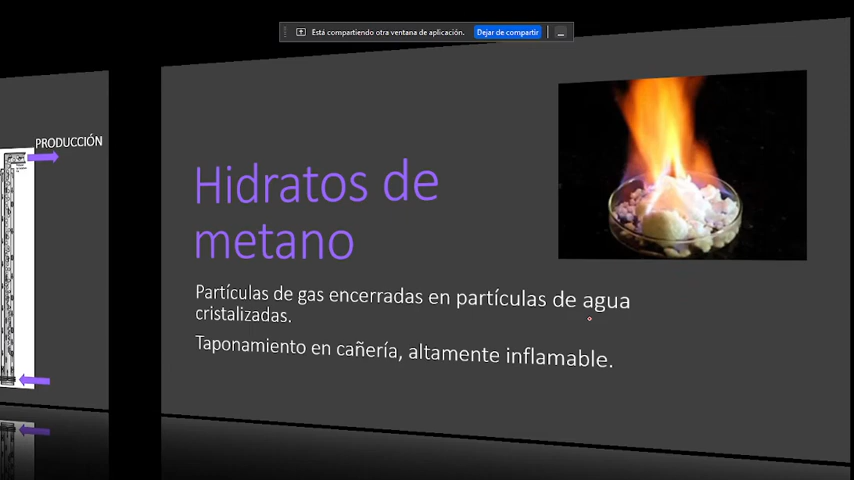 Está compartiendo otra ventana de aplicación. Dejar de compartir
PRODUCCIÓN
Hidratos de
metano
Partículas de gas encerradas en partículas de agua
cristalizadas.
Taponamiento en cañería, altamente inflamable.